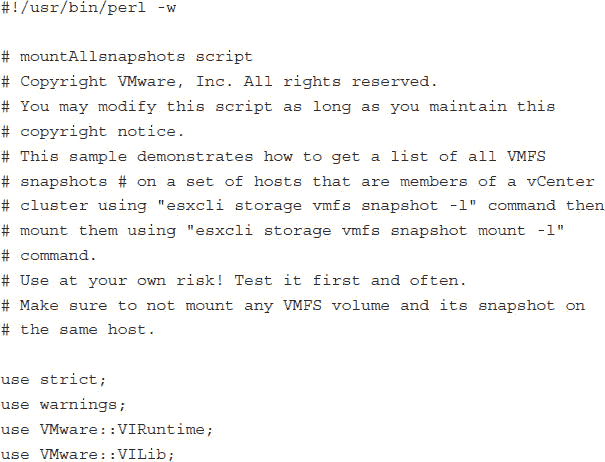 #!/usr/bin/perl -w
# mountAllsnapshots script
# Copyright VMware, Inc. All rights reserved.
# You may modify this script as long as you maintain this
# copyright notice.
# This sample demonstrates how to get a list of all VMFS
# snapshots # on a set of hosts that are members of a vCenter
# cluster using "esxcli storage vmfs snapshot -l" command then
# mount them using "esxcli storage vmfs snapshot mount -l"
# command.
# Use at your own risk! Test it first and often.
# Make sure to not mount any VMFS volume and its snapshot on
# the same host.
use strict;
use warnings;
use VMware::VIRuntime;
use VMware::VILib;